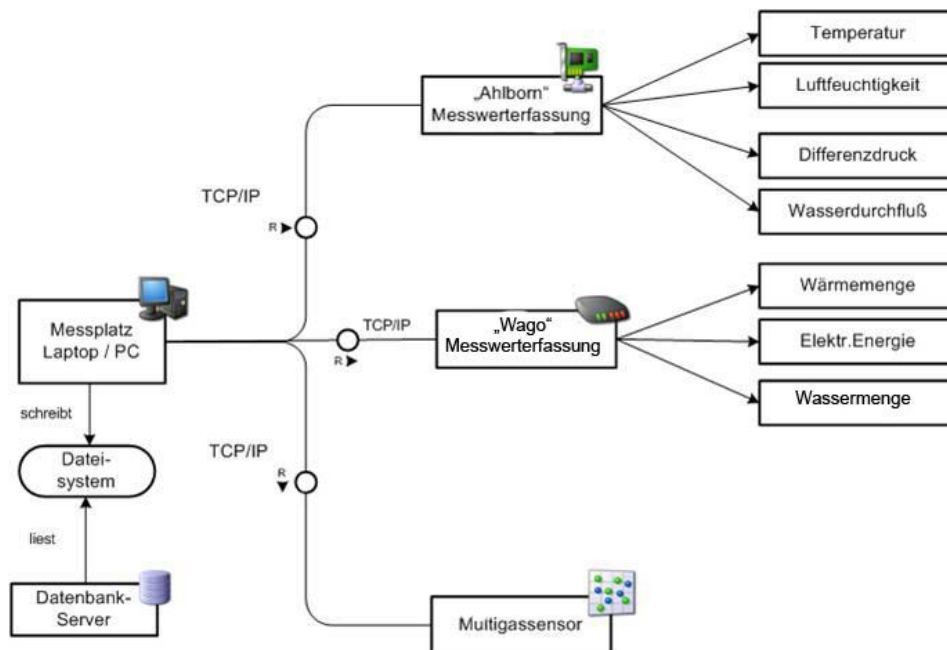 Temperatur
„Ahlborn“
Messwerterfassung
Luftfeuchtigkeit
Differenzdruck
TCP/IP
Wasserdurchfluß
R
Wärmemenge
Messplatz
Laptop / PC
TCP/IP
„Wago“
Messwerterfassung
Elektr.Energie
R
Wassermenge
schreibt
TCP/IP
Datei-
system
R
liest
Datenbank-
Server
Multigassensor